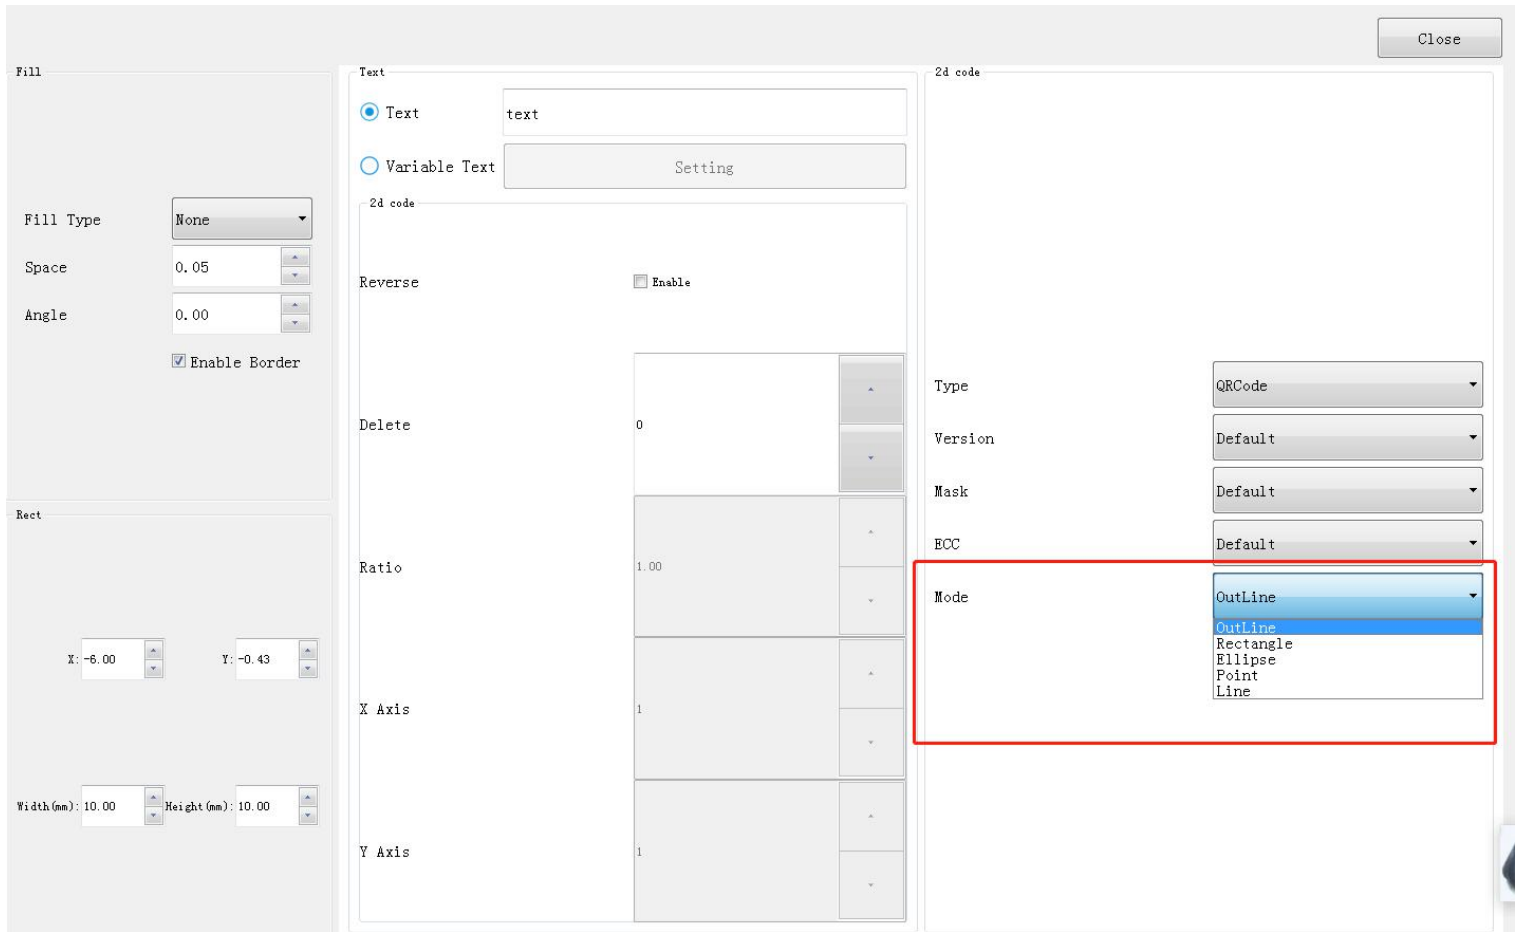 Close
Fill
Fill Type
None
Space
0.05
Angle
0.00
Enable Border
Rect
X:
-6.00
Y:
-0.43
Width(mm):
10.00
Height(mm):
10.00
Text
Text
text
Variable Text
Setting
2d code
Reverse
Enable
Delete
0
Ratio
1.00
X Axis
1
Y Axis
1
2d code
Type
QRCode
Version
Default
Mask
Default
ECC
Default
Mode
OutLine
OutLine
Rectangle
Ellipse
Point
Line